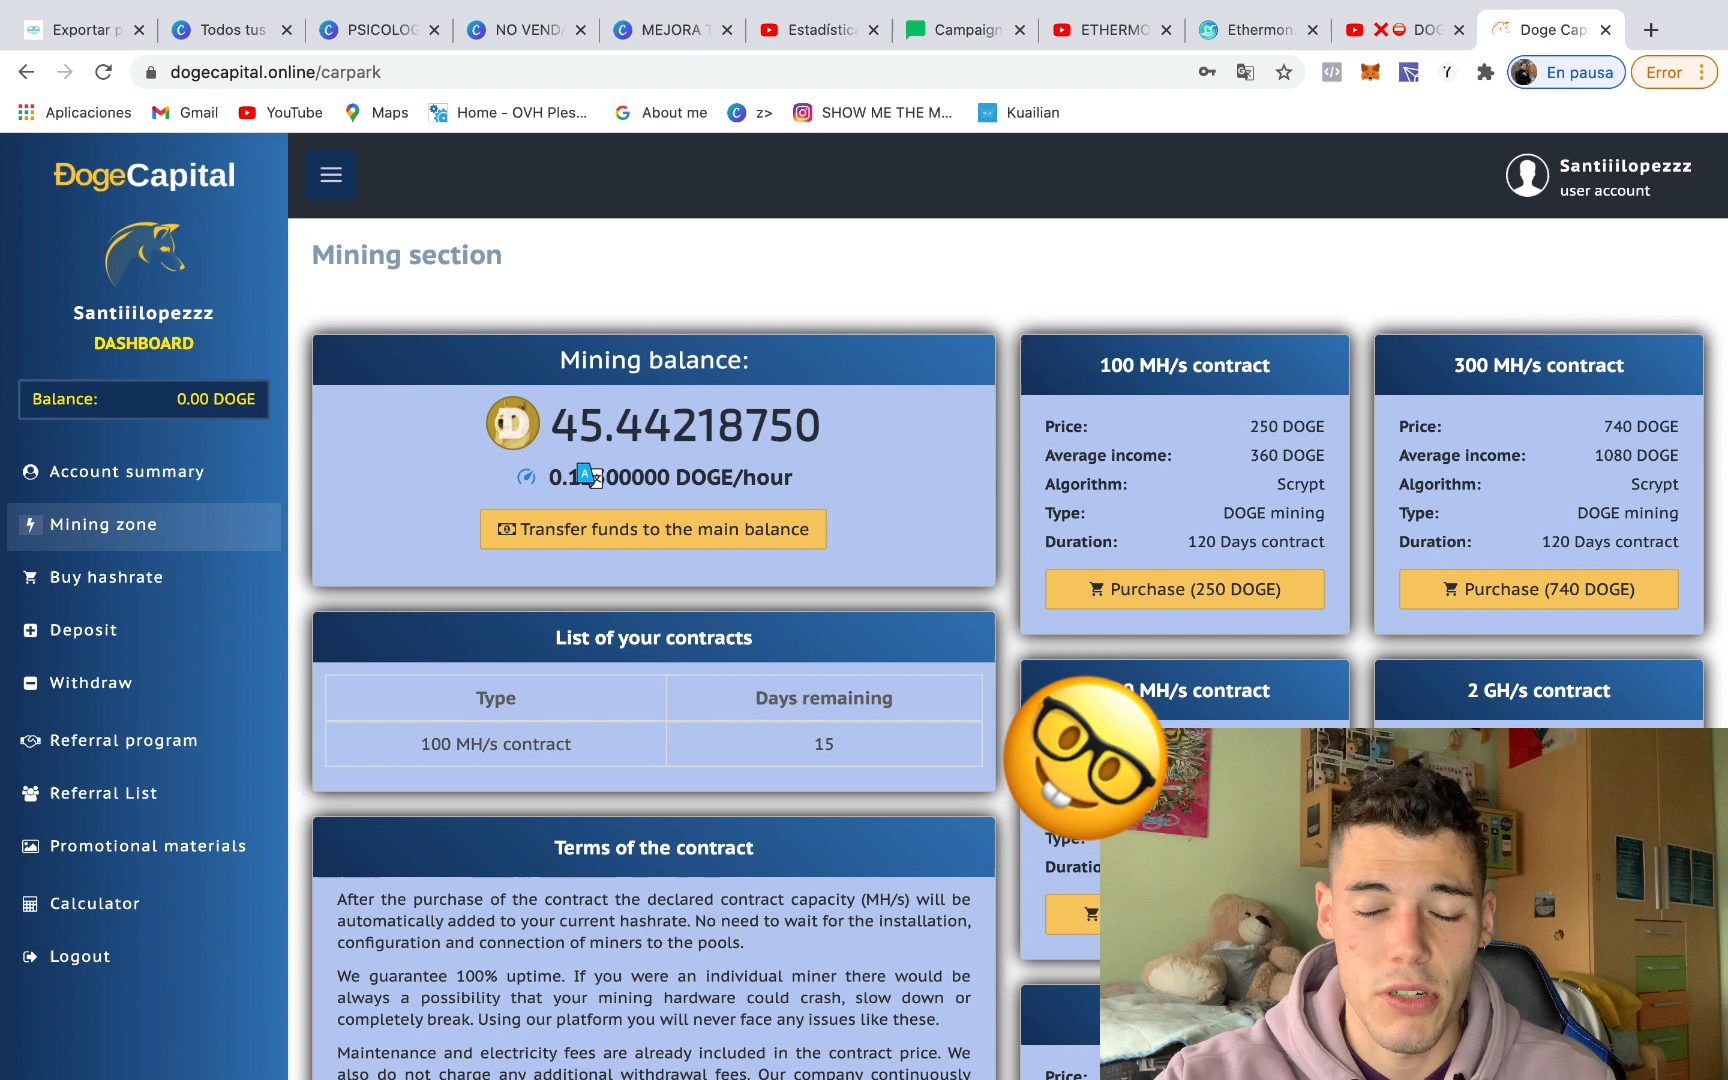 Exportar p
Todos tus
PSICOLOG
NO VENDA
MEJORA T
Estadística
Campaign
ETHERMO
Ethermon.
DOG
Doge Cap
dogecapital.online/carpark
En pausa
Error
Aplicaciones
Gmail
YouTube
Maps
Home - OVH Ples...
About me
z>
SHOW ME THE M...
Kuailian
DogeCapital
Santiiilopezzz
user account
Santiiilopezzz
DASHBOARD
Balance: 0.00 DOGE
Account summary
Mining zone
Buy hashrate
Deposit
Withdraw
Referral program
Referral List
Promotional materials
Calculator
Logout
Mining section
Mining balance:
45.44218750
00000 DOGE/hour
Transfer funds to the main balance
List of your contracts
Type Days remaining
100 MH/s contract 15
Terms of the contract
After the purchase of the contract the declared contract capacity (MH/s) will be
automatically added to your current hashrate. No need to wait for the installation,
configuration and connection of miners to the pools.
We guarantee 100% uptime. If you were an individual miner there would be
always a possibility that your mining hardware could crash, slow down or
completely break. Using our platform you will never face any issues like these.
Maintenance and electricity fees are already included in the contract price. We
also do not charge any additional withdrawal fees. Our company continuously
100 MH/s contract
Price: 250 DOGE
Average income: 360 DOGE
Algorithm: Scrypt
Type: DOGE mining
Duration: 120 Days contract
Purchase (250 DOGE)
300 MH/s contract
Price: 740 DOGE
Average income: 1080 DOGE
Algorithm: Scrypt
Type: DOGE mining
Duration: 120 Days contract
Purchase (740 DOGE)
MH/s contract
Type:
Duratio
Price:
2 GH/s contract